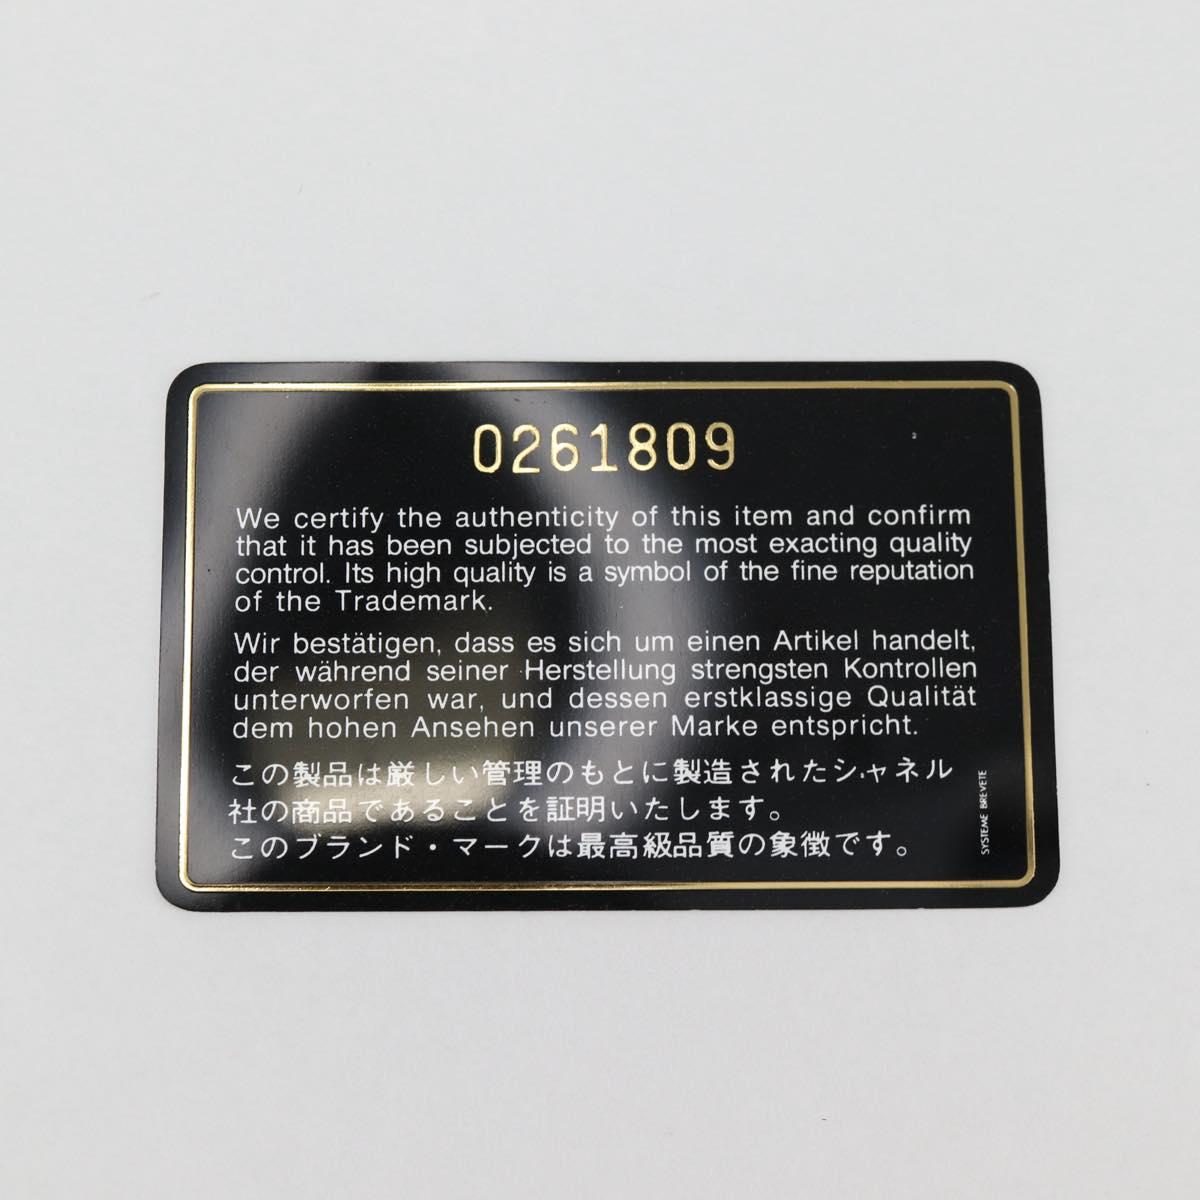 0261809
We certify the authenticity of this item and confirm
that it has been subjected to the most exacting quality
control. Its high quality is a symbol of the fine reputation
of the Trademark.
Wir bestätigen, dass es sich um einen Artikel handelt,
der während seiner Herstellung strengsten Kontrollen
unterworfen war, und dessen erstklassige Qualität
dem hohen Ansehen unserer Marke entspricht.
この製品は厳しい管理のもとに製造されたシャネル
社の商品であることを証明いたします。
このブランド・マークは最高級品質の象徴です。
SYSTEME BREVETE